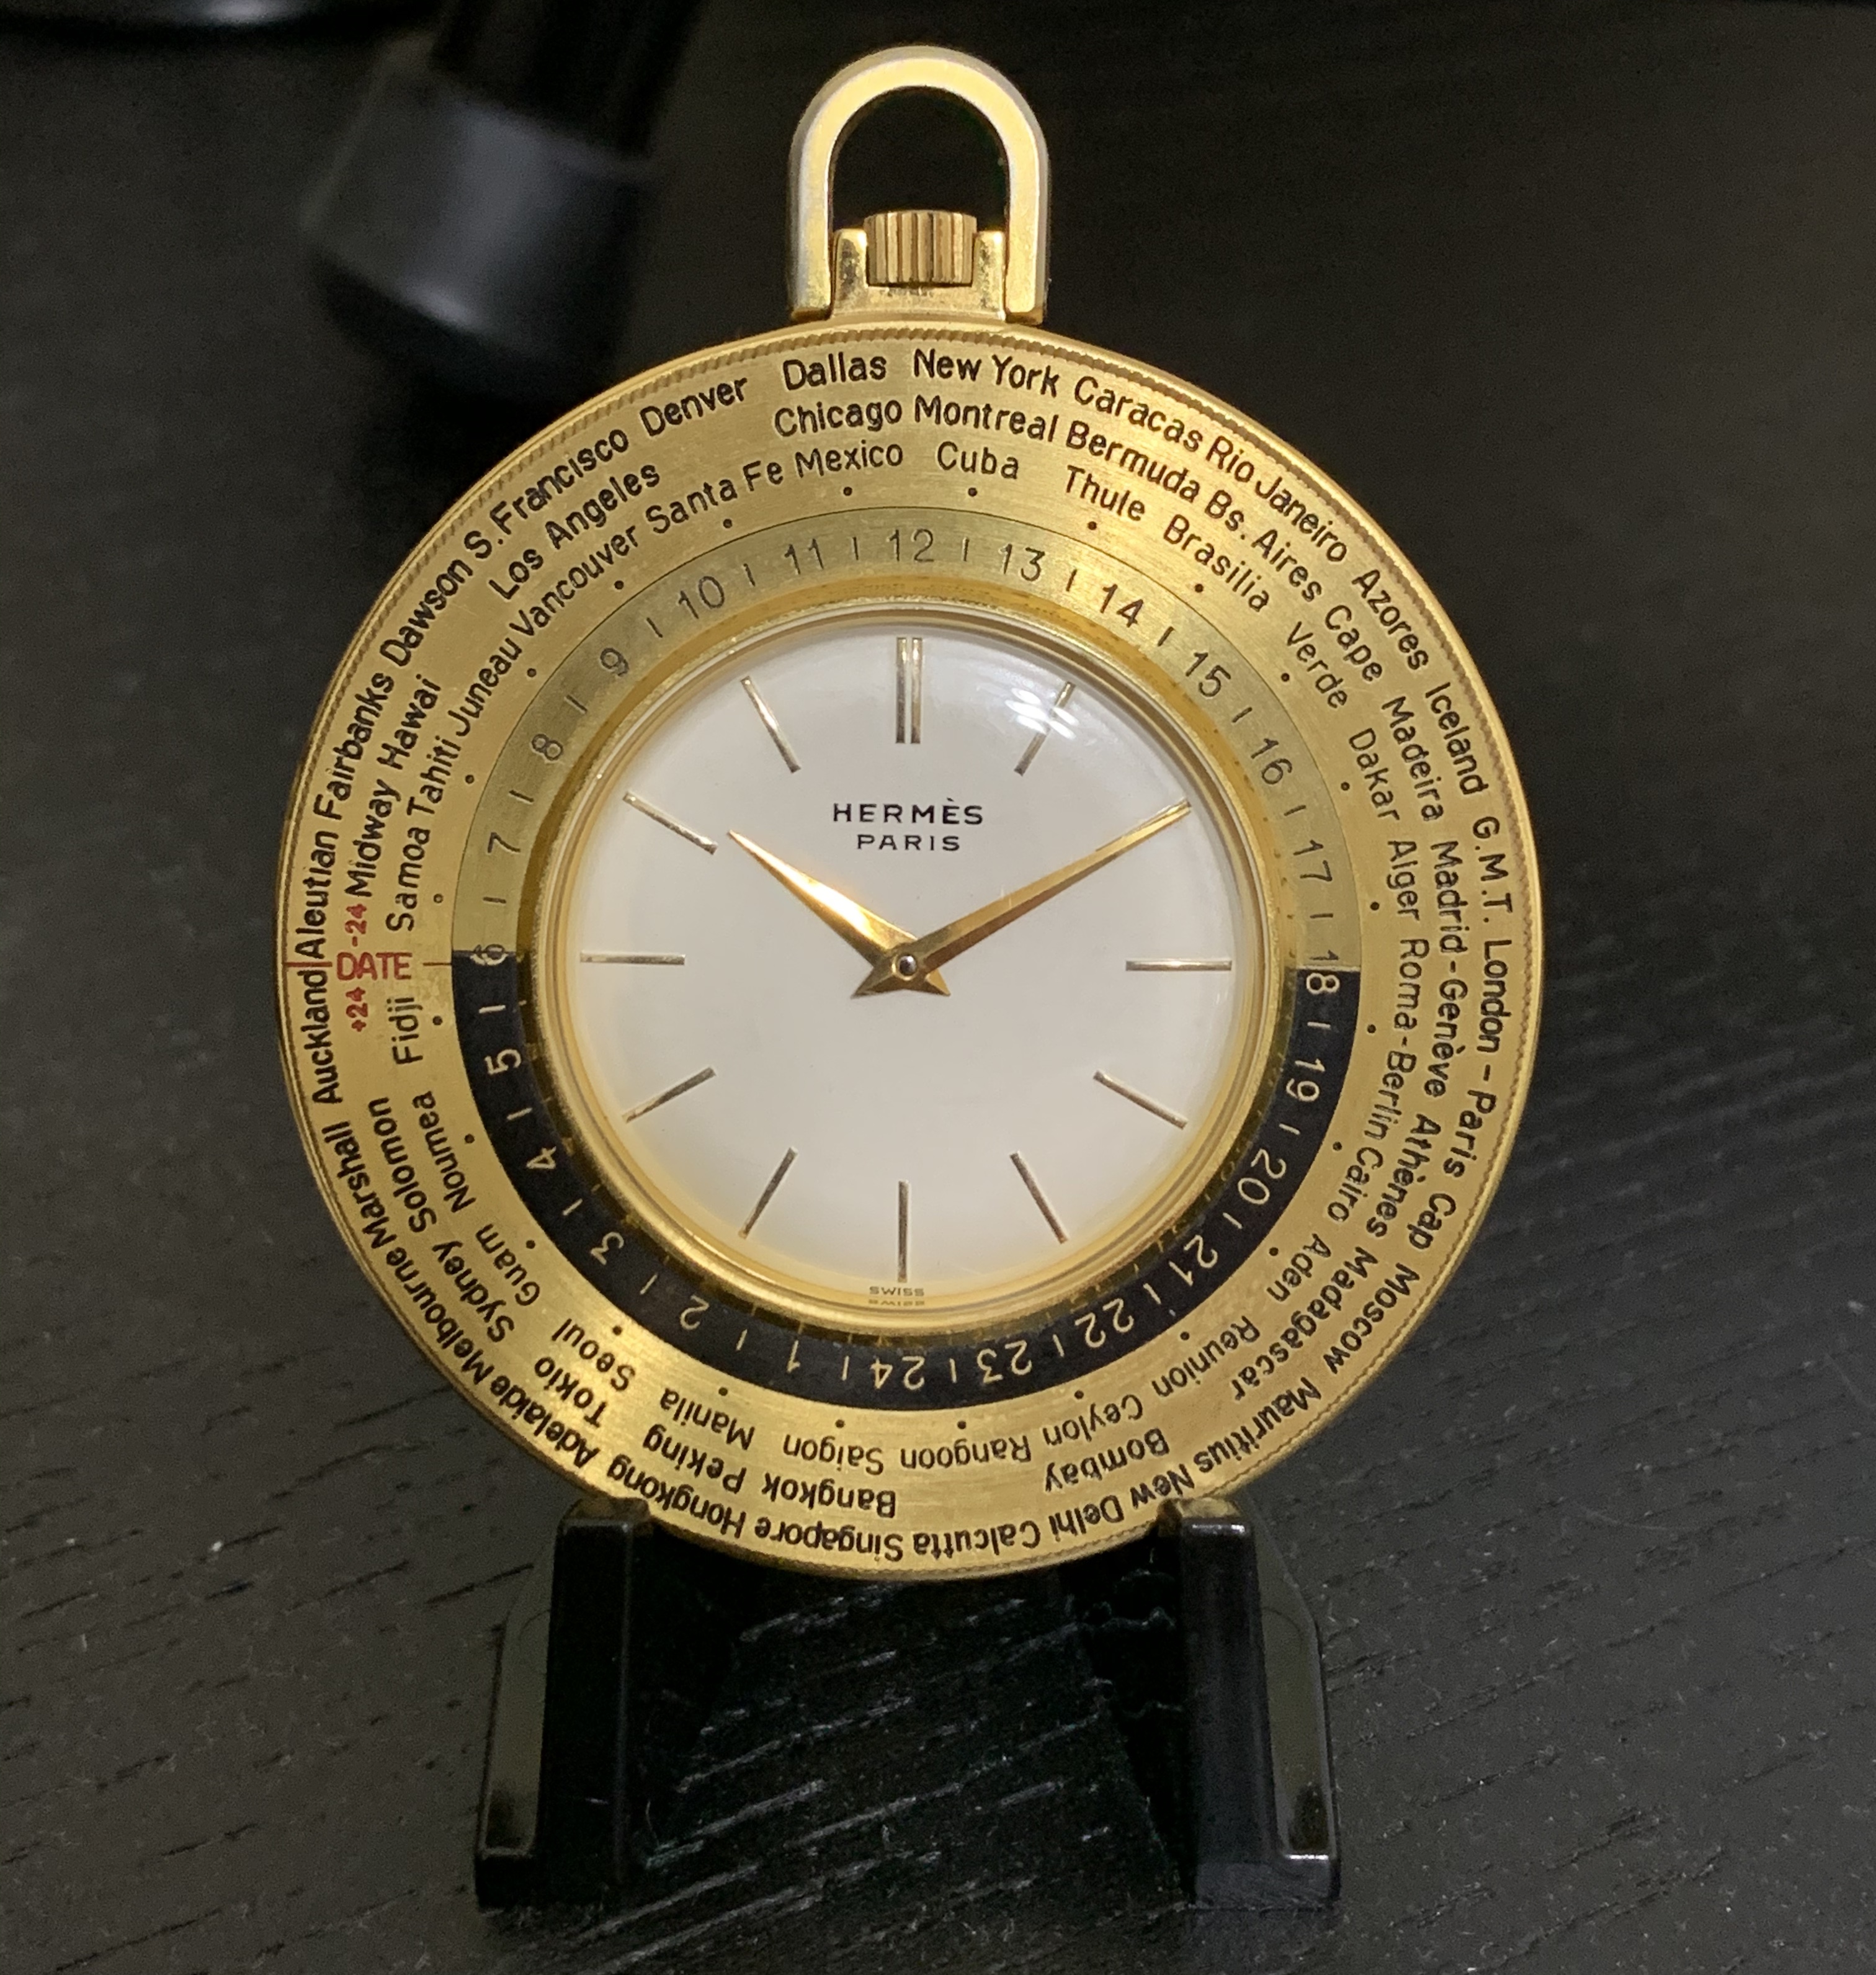 HERMÈS
PARIS
SWISS
Dallas New York Caracas Rio Janeiro Azores Iceland G.M.T. London - Paris Cap Moscow Mauritius New Delhi Calcutta Singapore Hongkong Adelaide Melbourne Marshall Auckland Aleutian Fairbanks Dawson S. Francisco Denver
Chicago Montreal Bermuda Bs. Aires Cape Madeira Madrid - Genève Athènes Madagascar Bombay Bangkok Peking Tokio Sydney Solomon +24 DATE -24 Midway Hawai Los Angeles
Mexico Cuba Thule Brasilia Verde Dakar Alger Roma - Berlin Cairo Aden Réunion Ceylon Rangoon Saigon Manila Seoul Guam Noumea Fidji Samoa Tahiti Juneau Vancouver Santa Fe
12 13 14 15 16 17 18 19 20 21 22 23 24 1 2 3 4 5 6 7 8 9 10 11